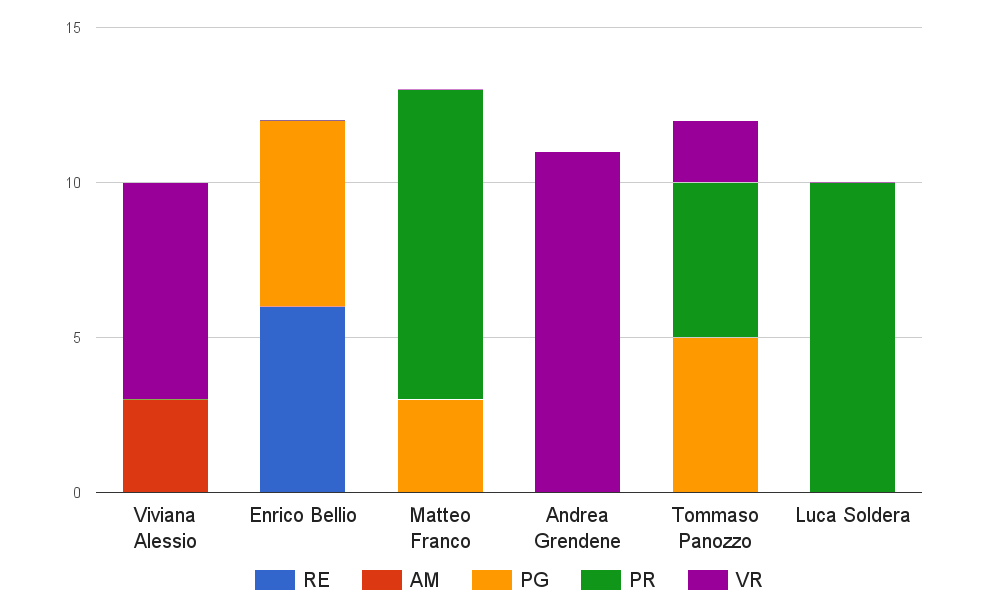 15
10
5
0
Viviana Alessio
Enrico Bellio
Matteo Franco
Andrea Grendene
Tommaso Panozzo
Luca Soldera
RE AM PG PR VR